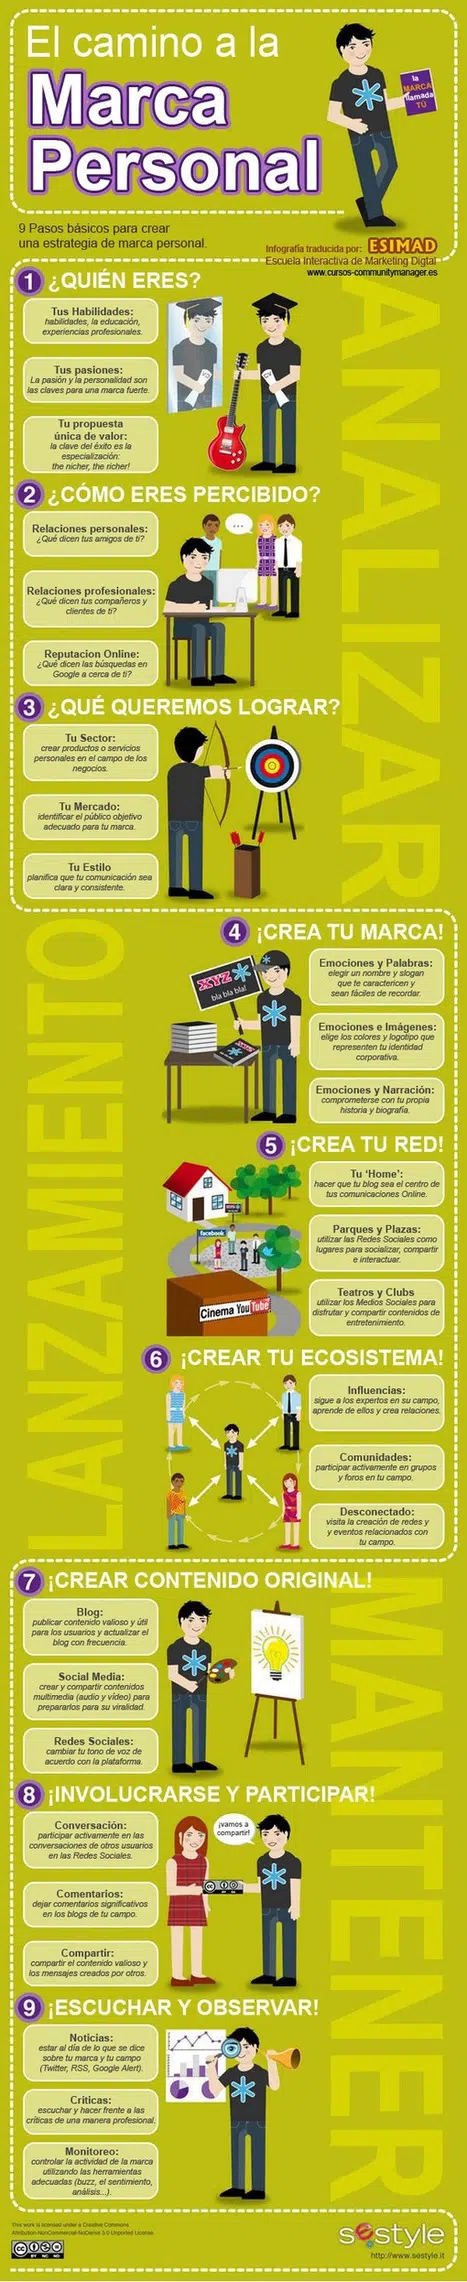 El camino a la
Marca
Personal
la
MARCA
llamada
TÚ
9 Pasos básicos para crear
una estrategia de marca personal.
Infografía traducida por: ESIMAD
Escuela Interactiva de Marketing Digtal
www.cursos-communitymanager.es
ANALIZAR
1 ¿QUIÉN ERES?
Tus Habilidades:
habilidades, la educación,
experiencias profesionales.
Tus pasiones:
La pasión y la personalidad son
las claves para una marca fuerte.
Tu propuesta
única de valor:
la clave del éxito es la
especialización:
the nicher, the richer!
2 ¿CÓMO ERES PERCIBIDO?
Relaciones personales:
¿Qué dicen tus amigos de ti?
...
Relaciones profesionales:
¿Qué dicen tus compañeros y
clientes de ti?
Reputacion Online:
¿Qué dicen las búsquedas en
Google a cerca de ti?
3 ¿QUÉ QUEREMOS LOGRAR?
Tu Sector:
crear productos o servicios
personales en el campo de los
negocios.
Tu Mercado:
identificar el público objetivo
adecuado para tu marca.
Tu Estilo
planifica que tu comunicación sea
clara y consistente.
LANZAMIENTO
4 ¡CREA TU MARCA!
XYZ
bla bla bla!
Emociones y Palabras:
elegir un nombre y slogan
que te caractericen y
sean fáciles de recordar.
Emociones e Imágenes:
elige los colores y logotipo que
representen tu identidad
corporativa.
Emociones y Narración:
comprometerse con tu propia
historia y biografía.
5 ¡CREA TU RED!
Tu 'Home':
hacer que tu blog sea el centro de
tus comunicaciones Online.
facebook
Parques y Plazas:
utilizar las Redes Sociales como
lugares para socializar, compartir
e interactuar.
Cinema You Tube
Teatros y Clubs
utilizar los Medios Sociales para
disfrutar y compartir contenidos de
entretenimiento.
6 ¡CREAR TU ECOSISTEMA!
Influencias:
sigue a los expertos en su campo,
aprende de ellos y crea relaciones.
Comunidades:
participar activamente en grupos
y foros en tu campo.
Desconectado:
visita la creación de redes y
y eventos relacionados con
tu campo.
MANTENER
7 ¡CREAR CONTENIDO ORIGINAL!
Blog:
publicar contenido valioso y útil
para los usuarios y actualizar el
blog con frecuencia.
Social Media:
crear y compartir contenidos
multimedia (audio y vídeo) para
prepararlos para su viralidad.
Redes Sociales:
cambiar tu tono de voz de
acuerdo con la plataforma.
8 ¡INVOLUCRARSE Y PARTICIPAR!
Conversación:
participar activamente en las
conversaciones de otros usuarios
en las Redes Sociales.
¡vamos a
compartir!
Comentarios:
dejar comentarios significativos
en los blogs de tu campo.
Compartir:
compartir el contenido valioso y
los mensajes creados por otros.
9 ¡ESCUCHAR Y OBSERVAR!
Noticias:
estar al día de lo que se dice
sobre tu marca y tu campo
(Twitter, RSS, Google Alert).
Criticas:
escuchar y hacer frente a las
críticas de una manera profesional.
Monitoreo:
controlar la actividad de la marca
utilizando las herramientas
adecuadas (buzz, el sentimiento,
análisis...).
This work is licensed under a Creative Commons
Attribution-NonCommercial-NoDerivs 3.0 Unported License.
cc
BY NC ND
sestyle
http://www.sestyle.it